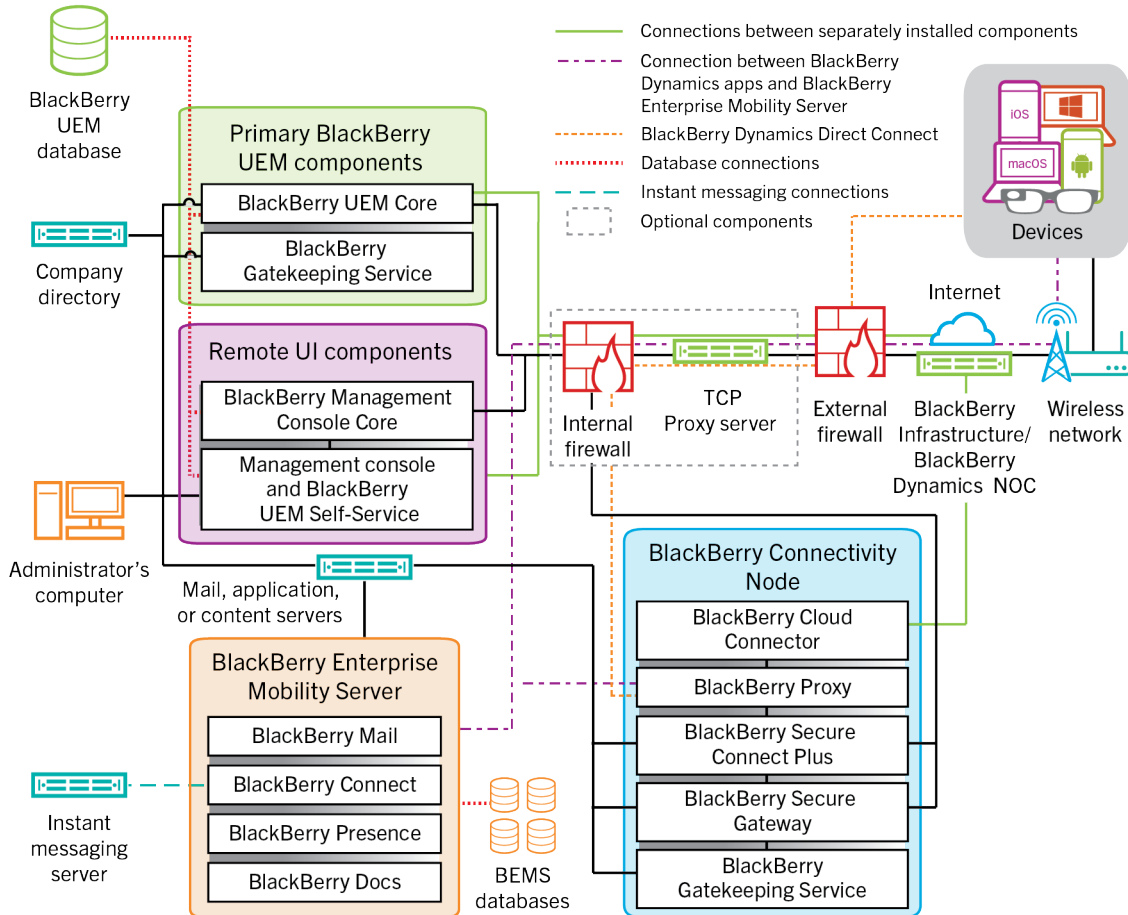 BlackBerry
UEM
database
Company
directory
Administrator's
computer
Instant
messaging
server
Primary BlackBerry
UEM components
BlackBerry UEM Core
BlackBerry
Gatekeeping Service
Remote UI components
BlackBerry Management
Console Core
Management console
and BlackBerry
UEM Self-Service
Mail, application,
or content servers
BlackBerry Enterprise
Mobility Server
BlackBerry Mail
BlackBerry Connect
BlackBerry Presence
BlackBerry Docs
BEMS
databases
Connections between separately installed components
Connection between BlackBerry
Dynamics apps and BlackBerry
Enterprise Mobility Server
BlackBerry Dynamics Direct Connect
Database connections
Instant messaging connections
Optional components
iOS
macOS
Devices
Internet
Internal
firewall
TCP
Proxy server
External
firewall
BlackBerry
Infrastructure/
BlackBerry
Dynamics NOC
Wireless
network
BlackBerry Connectivity
Node
BlackBerry Cloud
Connector
BlackBerry Proxy
BlackBerry Secure
Connect Plus
BlackBerry Secure
Gateway
BlackBerry
Gatekeeping Service